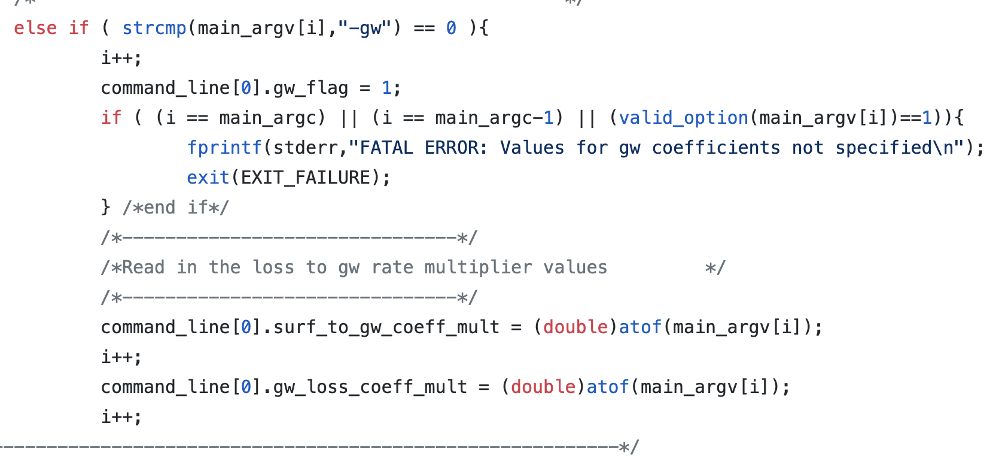 /*                                                  */
else if ( strcmp(main_argv[i],"-gw") == 0 ){
        i++;
        command_line[0].gw_flag = 1;
        if ( (i == main_argc) || (i == main_argc-1) || (valid_option(main_argv[i])==1)){
                fprintf(stderr,"FATAL ERROR: Values for gw coefficients not specified\n");
                exit(EXIT_FAILURE);
        } /*end if*/
        /*-------------------------------*/
        /*Read in the loss to gw rate multiplier values         */
        /*-------------------------------*/
        command_line[0].surf_to_gw_coeff_mult = (double)atof(main_argv[i]);
        i++;
        command_line[0].gw_loss_coeff_mult = (double)atof(main_argv[i]);
        i++;
----------------------------------------------------------*/